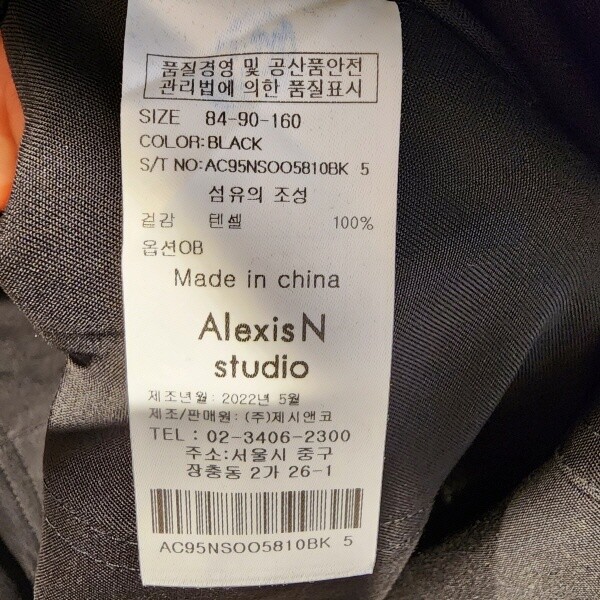 품질경영 및 공산품안전
관리법에 의한 품질표시
SIZE 84-90-160
COLOR:BLACK
S/T NO:AC95NSOO5810BK 5
섬유의 조성
겉감 텐셀 100%
옵션OB
Made in china
AlexisN
studio
제조년월: 2022년 5월
제조/판매원: (주)제시앤코
TEL : 02-3406-2300
주소:서울시 중구
장충동 2가 26-1
AC95NSOO5810BK 5